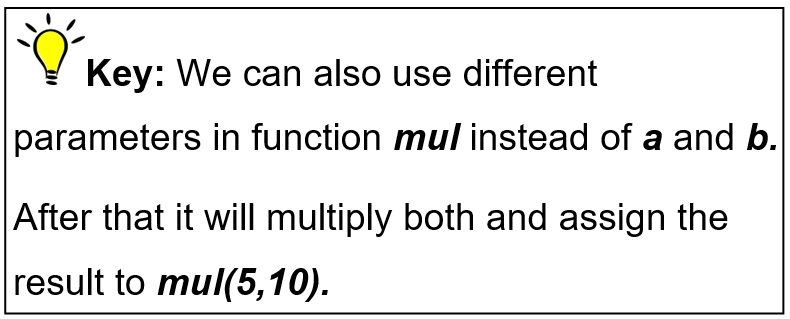 Key: We can also use different
parameters in function mul instead of a and b.
After that it will multiply both and assign the
result to mul(5,10).